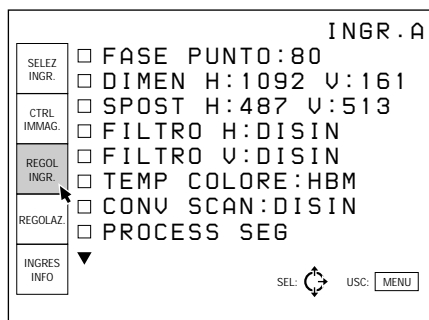 INGR.A
SELEZ
INGR.
CTRL
IMMAG.
REGOL
INGR.
REGOLAZ.
INGRES
INFO
□ FASE PUNTO:80
□ DIMEN H:1092 V:161
□ SPOST H:487 V:513
□ FILTRO H:DISIN
□ FILTRO V:DISIN
□ TEMP COLORE:HBM
□ CONV SCAN:DISIN
□ PROCESS SEG
▼
SEL: USC: MENU